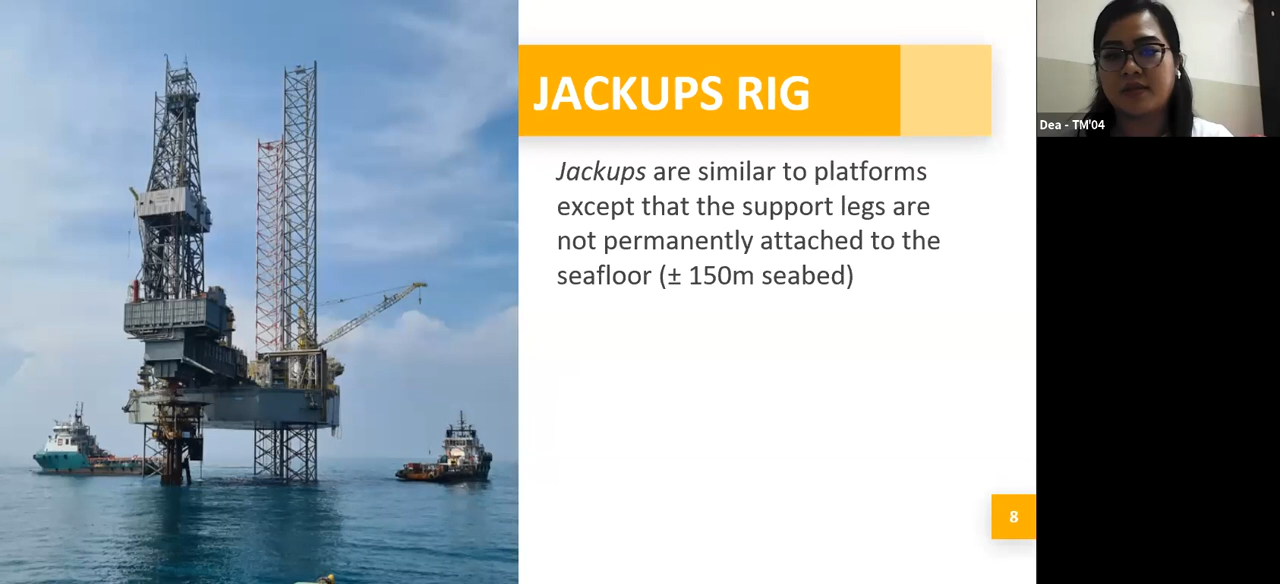 JACKUPS RIG
Jackups are similar to platforms
except that the support legs are
not permanently attached to the
seafloor (± 150m seabed)
8
Dea - TM'04